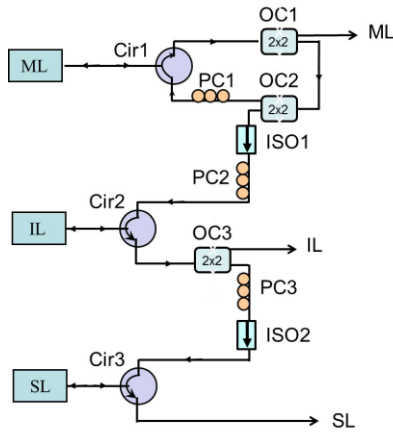 OC1
ML
Cir1
2x2
ML
PC1
OC2
2x2
ISO1
PC2
Cir2
OC3
IL
IL
2x2
PC3
ISO2
Cir3
SL
SL